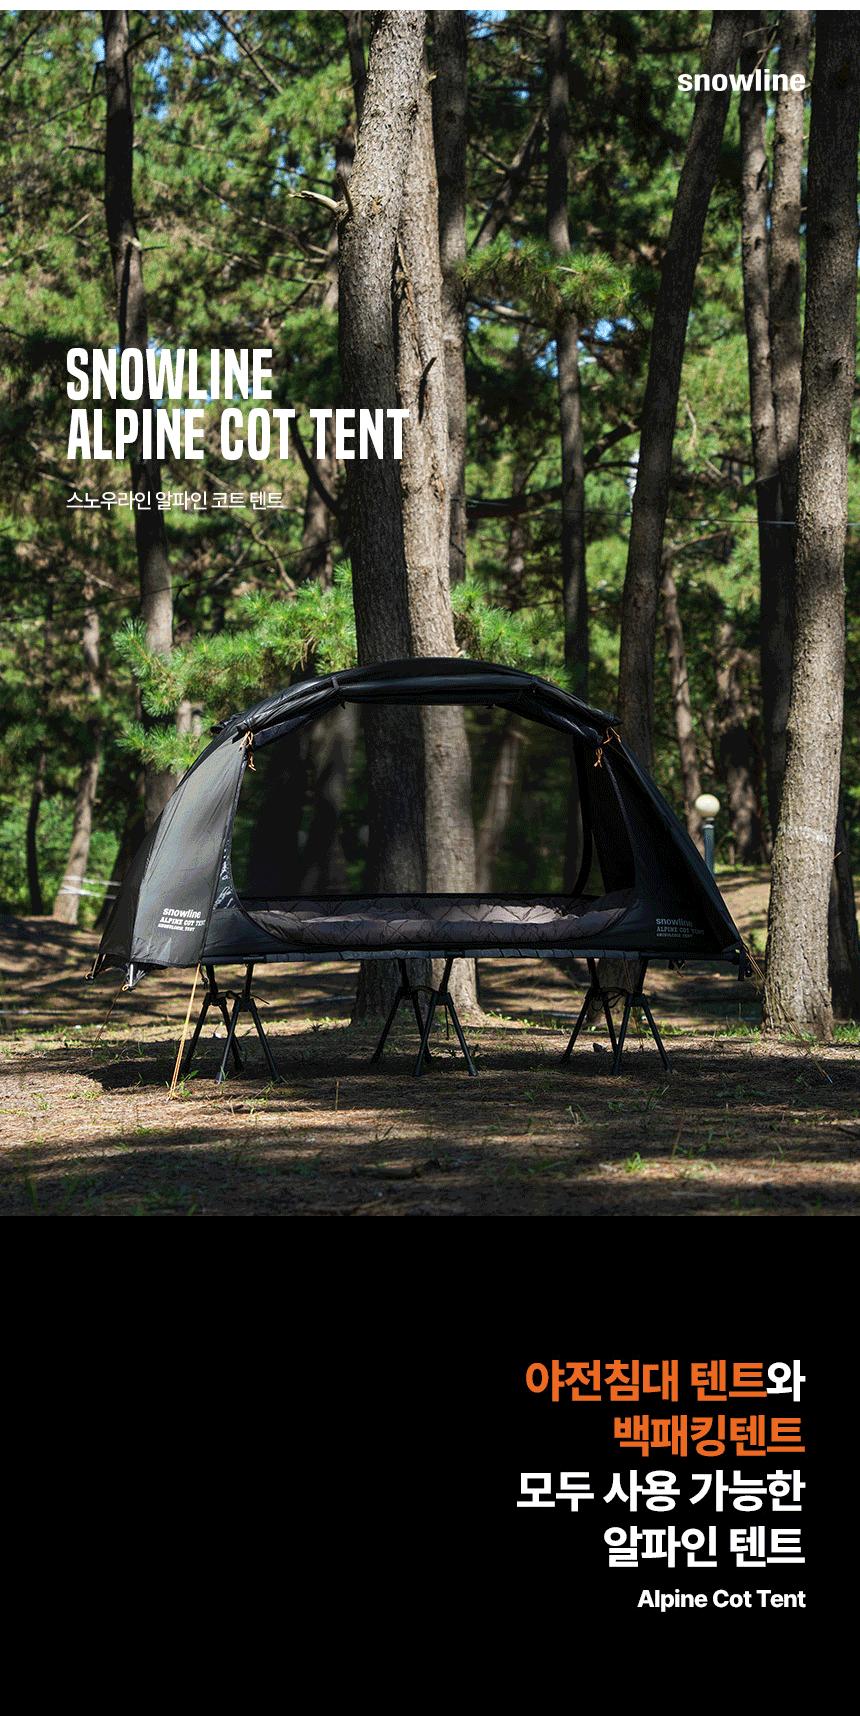 snowline
SNOWLINE
ALPINE COT TENT
스노우라인 알파인 코트 텐트
snowline
ALPINE COT TENT
snowline
ALPINE COT TENT
야전침대 텐트와
백패킹텐트
모두 사용 가능한
알파인 텐트
Alpine Cot Tent